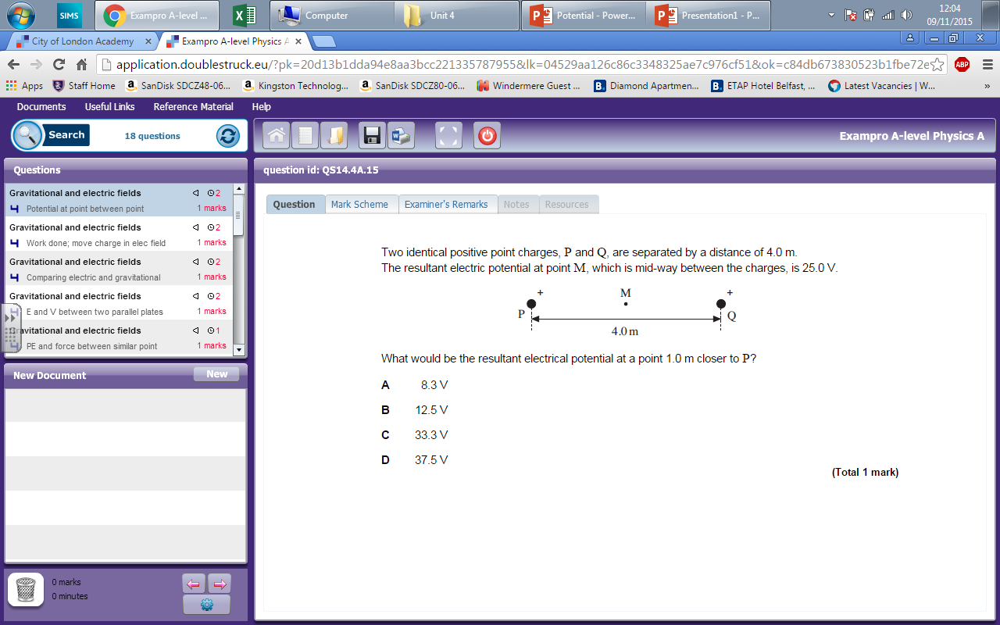 Exampro A-level ...
Computer
Unit 4
Potential - Power...
Presentation1 - P...
12:04
09/11/2015
SIMS
City of London Academy
Exampro A-level Physics A
application.doublestruck.eu/?pk=20d13b1dda94e8aa3bcc221335787955&lk=04529aa126c86c3348325ae7c976cf51&ok=c84db673830523b1fbe72e
ABP
Apps
Staff Home
SanDisk SDCZ48-06...
Kingston Technolog...
SanDisk SDCZ80-06...
Windermere Guest ...
Diamond Apartmen...
ETAP Hotel Belfast, ...
Latest Vacancies | W...
»
Documents
Useful Links
Reference Material
Help
Search
18 questions
Exampro A-level Physics A
Questions
Gravitational and electric fields 2
4 Potential at point between point 1 marks
Gravitational and electric fields 2
4 Work done; move charge in elec field 1 marks
Gravitational and electric fields 2
4 Comparing electric and gravitational 1 marks
Gravitational and electric fields 2
4 E and V between two parallel plates 1 marks
Gravitational and electric fields 1
4 PE and force between similar point 1 marks
New Document
New
0 marks
0 minutes
question id: QS14.4A.15
Question
Mark Scheme
Examiner's Remarks
Notes
Resources
Two identical positive point charges, P and Q, are separated by a distance of 4.0 m.
The resultant electric potential at point M, which is mid-way between the charges, is 25.0 V.
+ M +
P Q
4.0 m
What would be the resultant electrical potential at a point 1.0 m closer to P?
A 8.3 V
B 12.5 V
C 33.3 V
D 37.5 V
(Total 1 mark)